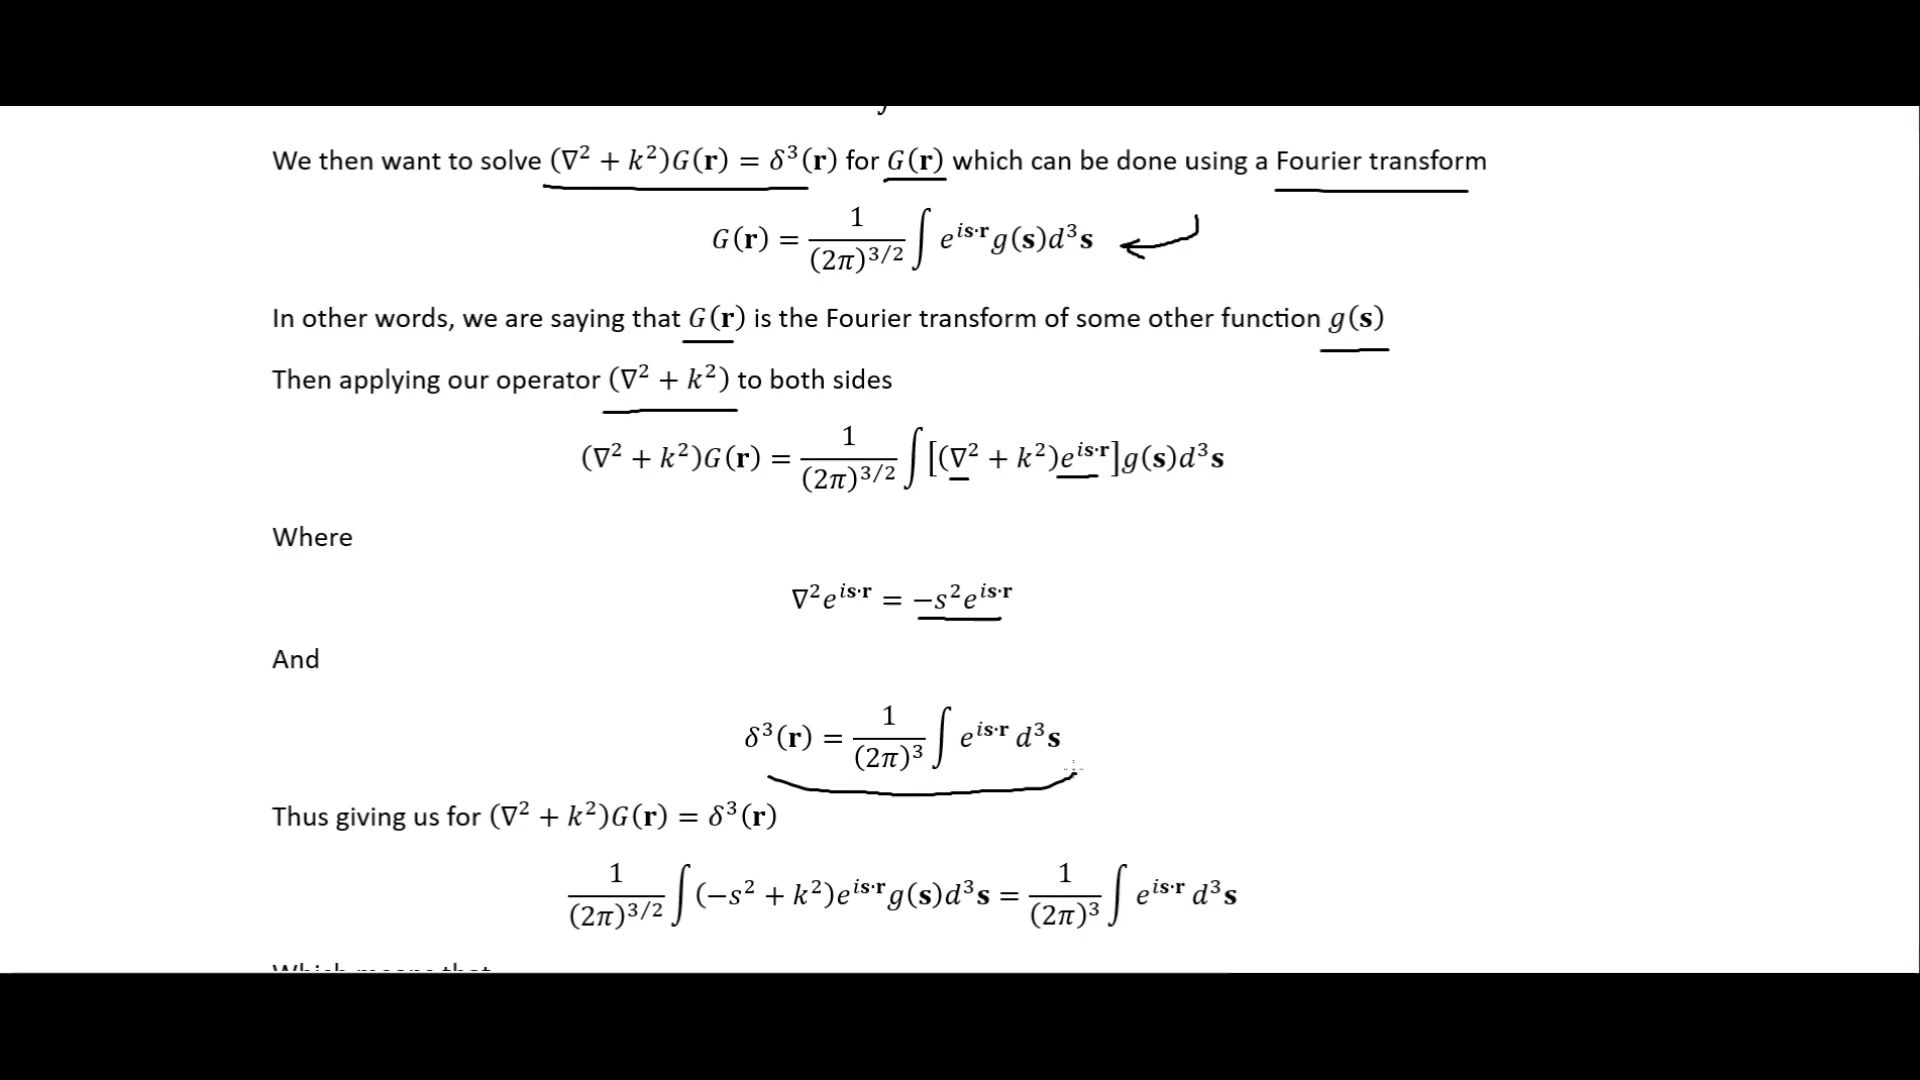 We then want to solve (∇² + k²)G(𝐫) = δ³(𝐫) for G(𝐫) which can be done using a Fourier transform
G(𝐫) = 1/(2π)^{3/2} ∫ e^{i𝐬·𝐫} g(𝐬)d³𝐬
In other words, we are saying that G(𝐫) is the Fourier transform of some other function g(𝐬)
Then applying our operator (∇² + k²) to both sides
(∇² + k²)G(𝐫) = 1/(2π)^{3/2} ∫ [(∇² + k²)e^{i𝐬·𝐫}]g(𝐬)d³𝐬
Where
∇²e^{i𝐬·𝐫} = −s²e^{i𝐬·𝐫}
And
δ³(𝐫) = 1/(2π)³ ∫ e^{i𝐬·𝐫} d³𝐬
Thus giving us for (∇² + k²)G(𝐫) = δ³(𝐫)
1/(2π)^{3/2} ∫ (−s² + k²)e^{i𝐬·𝐫}g(𝐬)d³𝐬 = 1/(2π)³ ∫ e^{i𝐬·𝐫} d³𝐬
Which means that